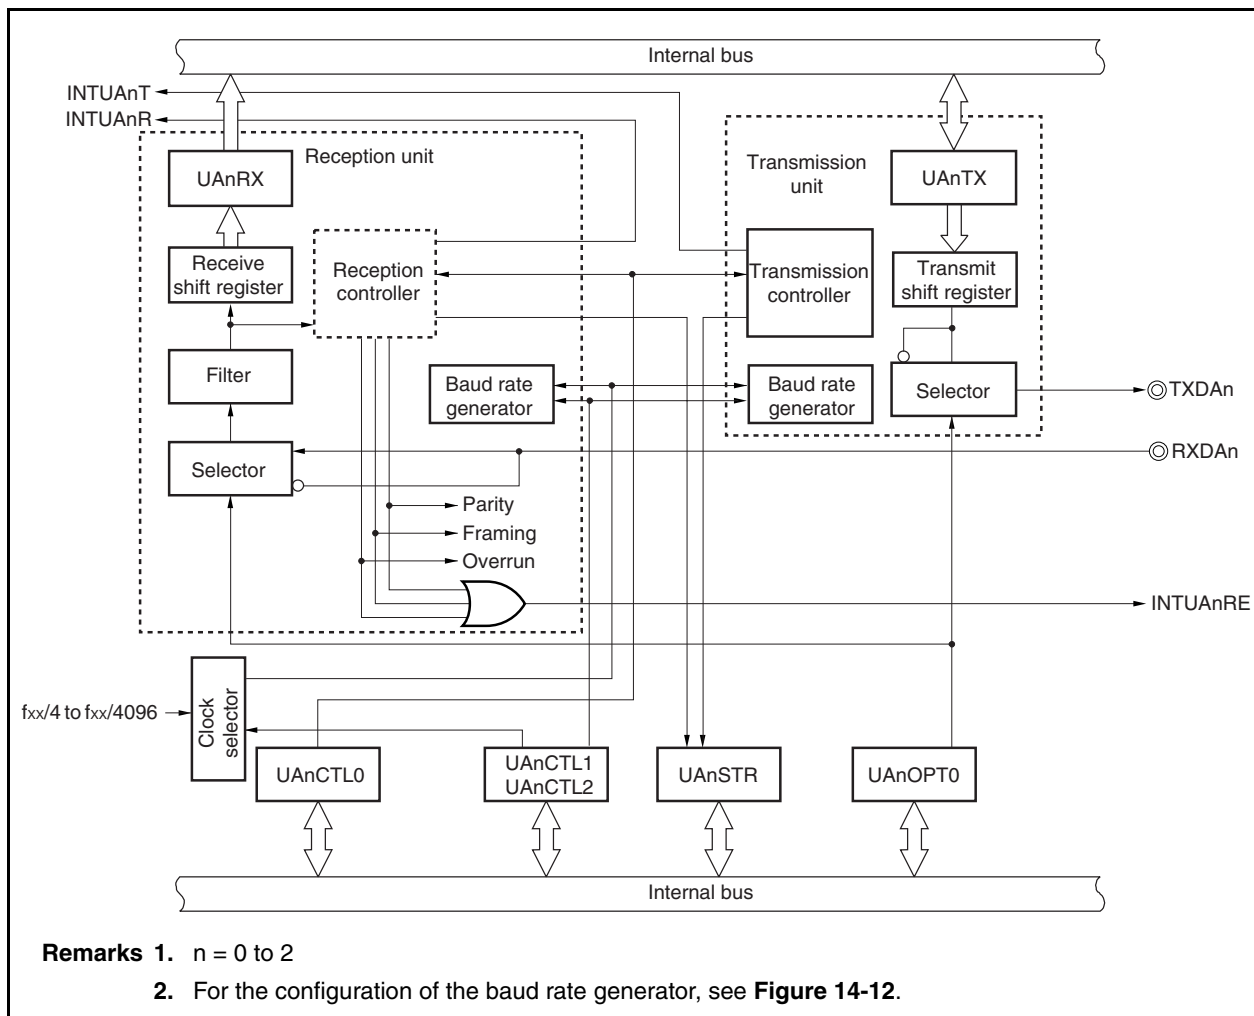 Internal bus
INTUAnT
INTUAnR
Reception unit
UAnRX
Receive
shift register
Reception
controller
Filter
Selector
Baud rate
generator
Parity
Framing
Overrun
Transmission
unit
UAnTX
Transmission
controller
Transmit
shift register
Baud rate
generator
Selector
TXDAn
RXDAn
INTUAnRE
fxx/4 to fxx/4096
Clock
selector
UAnCTL0
UAnCTL1
UAnCTL2
UAnSTR
UAnOPT0
Internal bus
Remarks 1. n = 0 to 2
2. For the configuration of the baud rate generator, see Figure 14-12.